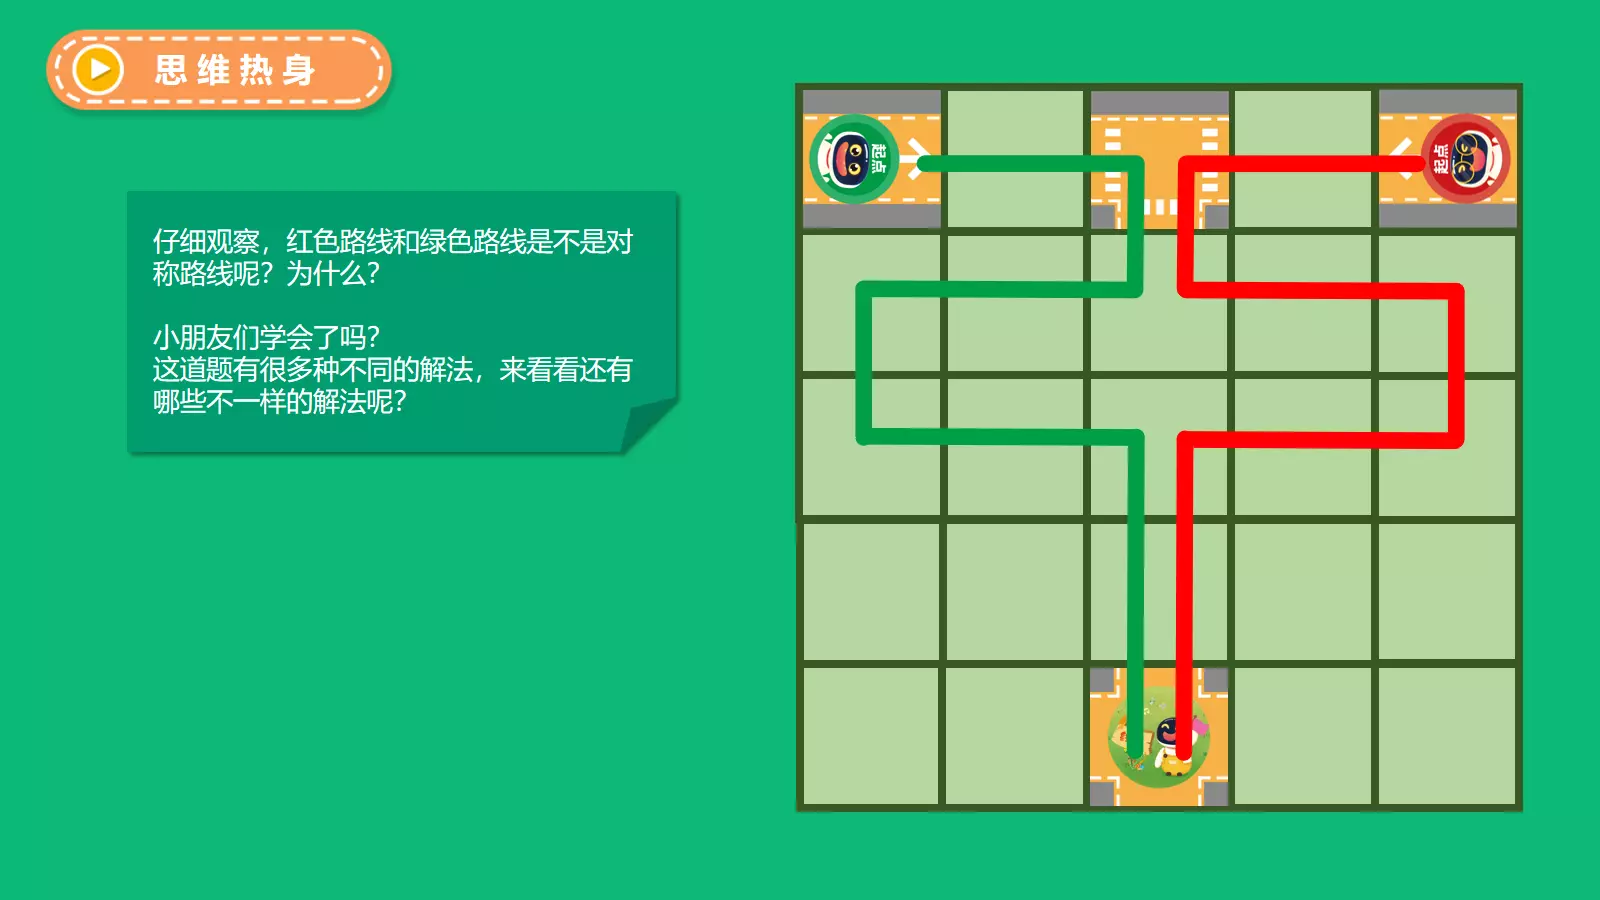 思维热身
仔细观察，红色路线和绿色路线是不是对
称路线呢？为什么？
小朋友们学会了吗？
这道题有很多种不同的解法，来看看还有
哪些不一样的解法呢？
起点
起点